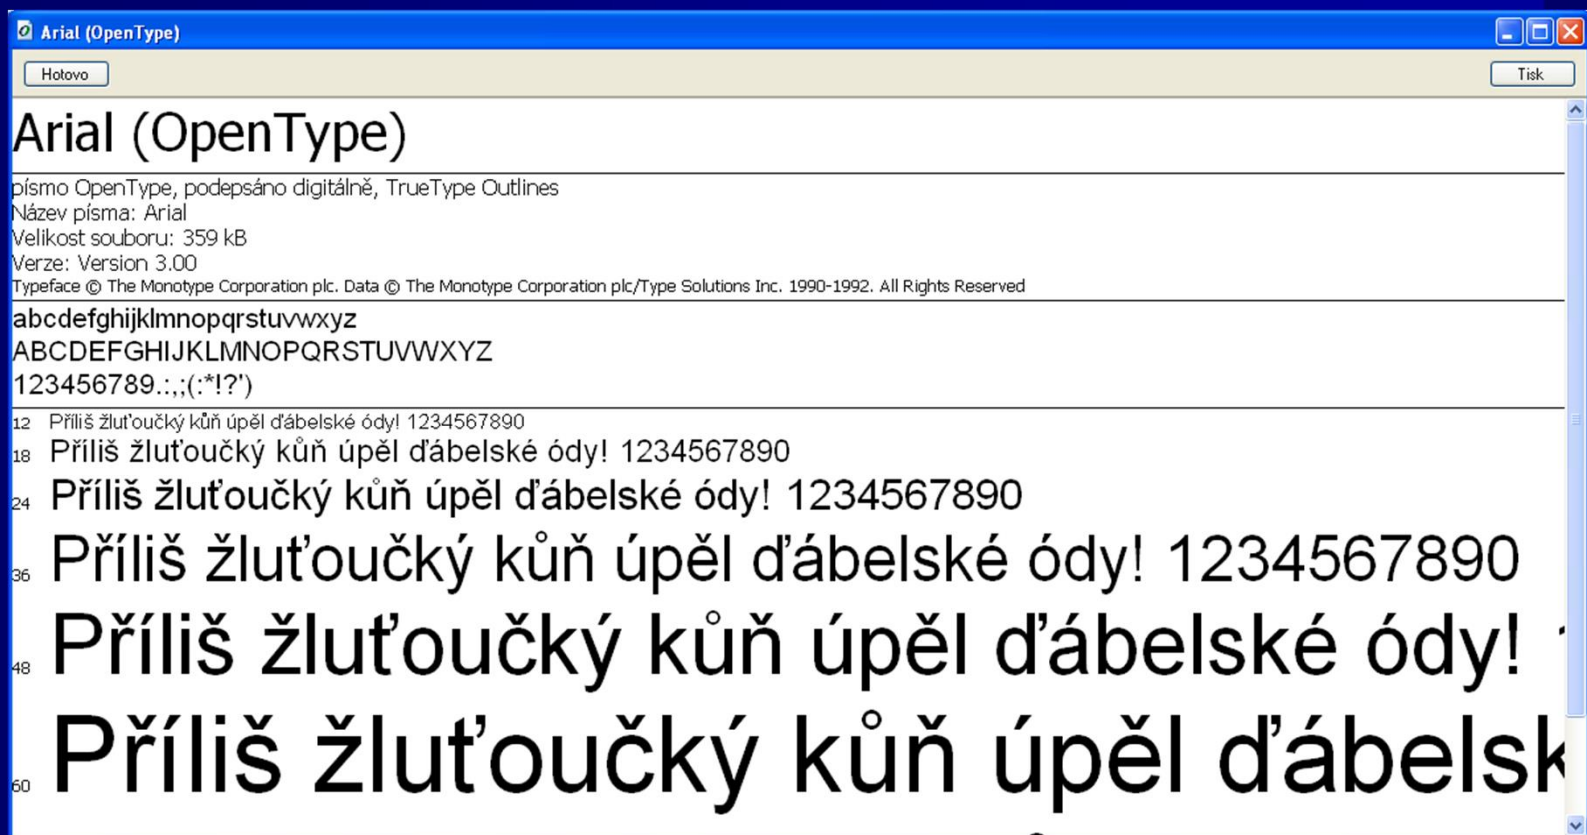 Arial (OpenType)
Hotovo
Tisk
Arial (OpenType)
písmo OpenType, podepsáno digitálně, TrueType Outlines
Název písma: Arial
Velikost souboru: 359 kB
Verze: Version 3.00
Typeface © The Monotype Corporation plc. Data © The Monotype Corporation plc/Type Solutions Inc. 1990-1992. All Rights Reserved
abcdefghijklmnopqrstuvwxyz
ABCDEFGHIJKLMNOPQRSTUVWXYZ
123456789.:,;(:*!?')
12 Příliš žluťoučký kůň úpěl ďábelské ódy! 1234567890
18 Příliš žluťoučký kůň úpěl ďábelské ódy! 1234567890
24 Příliš žluťoučký kůň úpěl ďábelské ódy! 1234567890
36 Příliš žluťoučký kůň úpěl ďábelské ódy! 1234567890
48 Příliš žluťoučký kůň úpěl ďábelské ódy!
60 Příliš žluťoučký kůň úpěl ďábelsk